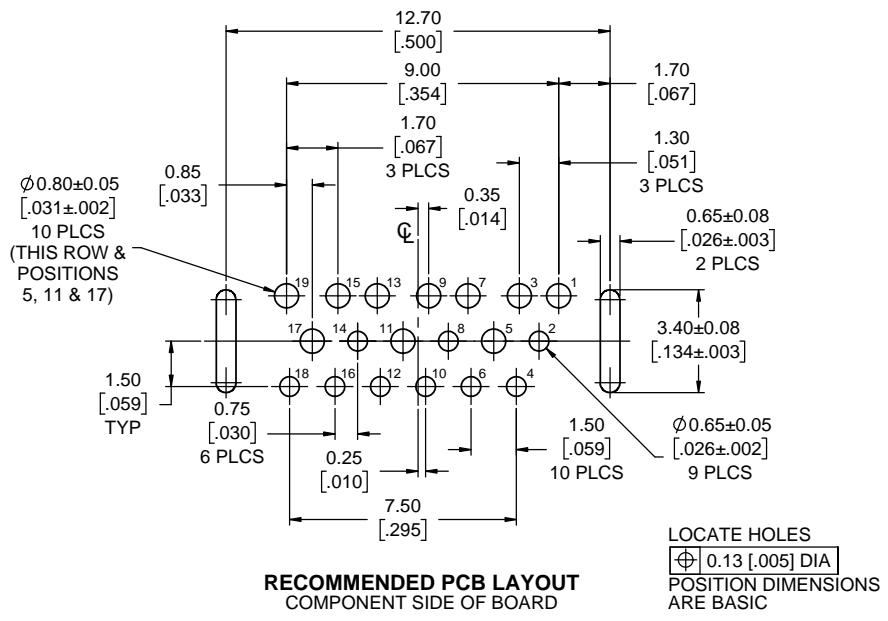 12.70
[.500]
9.00
[.354]
1.70
[.067]
1.70
[.067]
3 PLCS
1.30
[.051]
3 PLCS
0.85
[.033]
0.35
[.014]
℄
Ø0.80±0.05
[.031±.002]
10 PLCS
(THIS ROW &
POSITIONS
5, 11 & 17)
0.65±0.08
[.026±.003]
2 PLCS
19 15 13 9 7 3 1
17 14 11 8 5 2
18 16 12 10 6 4
3.40±0.08
[.134±.003]
1.50
[.059]
TYP
0.75
[.030]
6 PLCS
0.25
[.010]
1.50
[.059]
10 PLCS
Ø0.65±0.05
[.026±.002]
9 PLCS
7.50
[.295]
LOCATE HOLES
⌖ 0.13 [.005] DIA
POSITION DIMENSIONS
ARE BASIC
RECOMMENDED PCB LAYOUT
COMPONENT SIDE OF BOARD